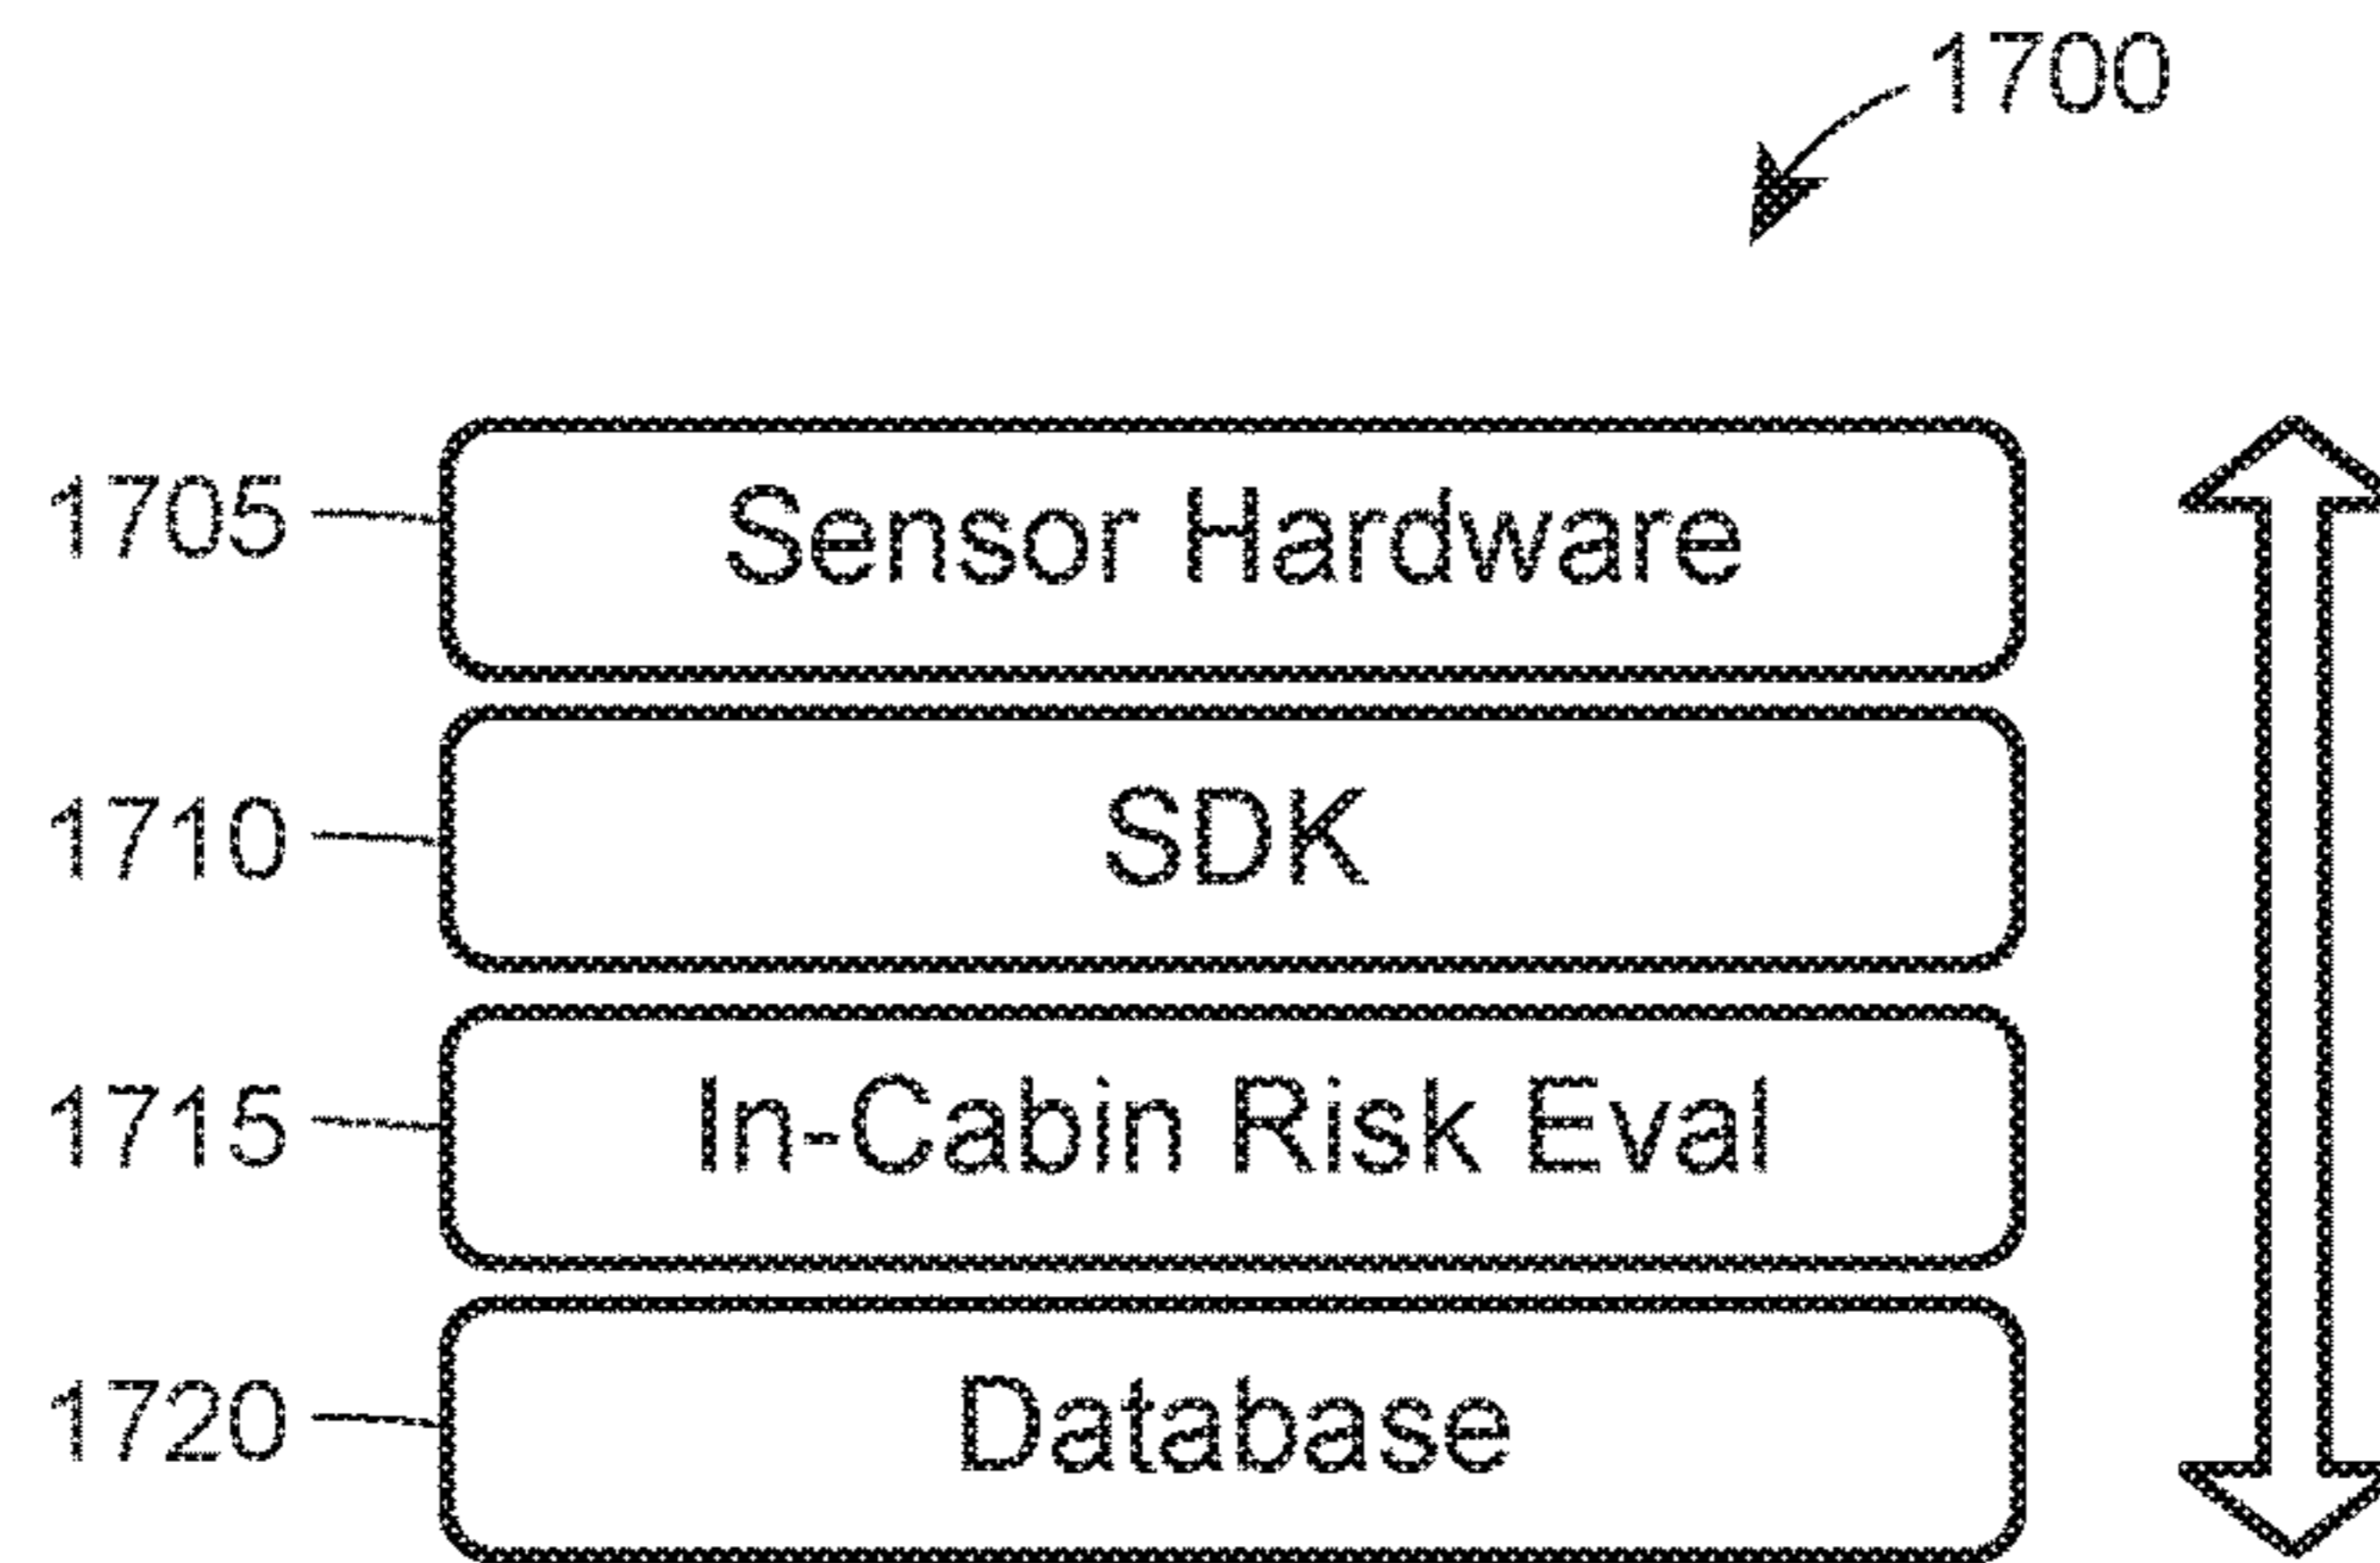 1700
1705 Sensor Hardware
1710 SDK
1715 In-Cabin Risk Eval
1720 Database